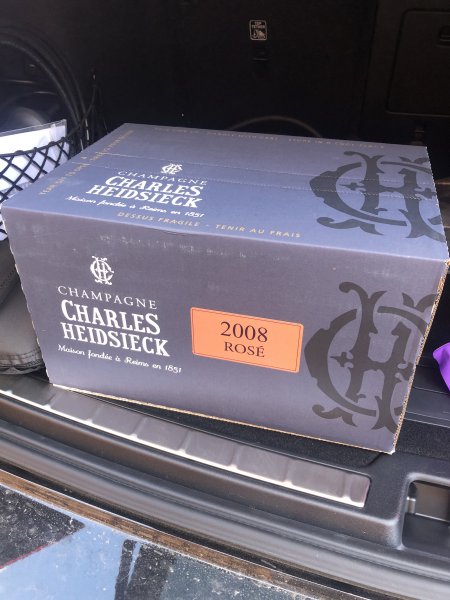 CHAMPAGNE
CHARLES
HEIDSIECK
Maison fondée à Reims en 1851
DESSUS FRAGILE - TENIR AU FRAIS
CHAMPAGNE
CHARLES
HEIDSIECK
Maison fondée à Reims en 1851
2008
ROSÉ